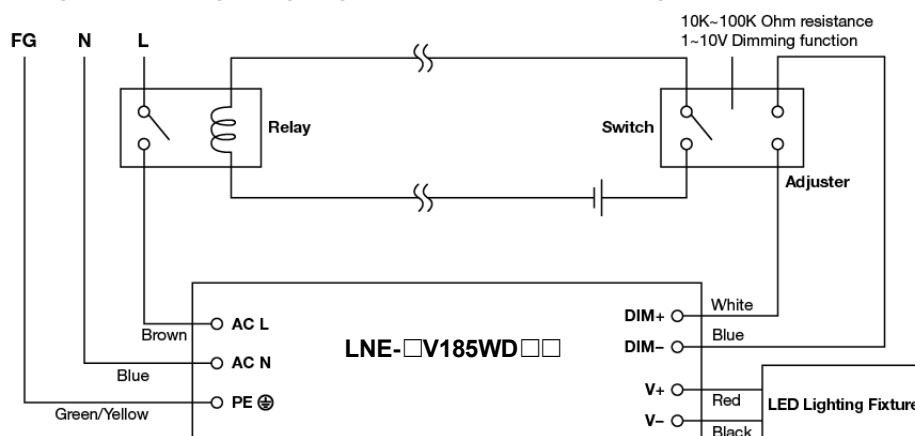 10K~100K Ohm resistance
1~10V Dimming function
FG N L
Relay
Switch
Adjuster
White
DIM+
Brown
AC L
Blue
DIM−
LNE-□V185WD□□
AC N
Blue
V+
Red
LED Lighting Fixture
PE
Green/Yellow
V−
Black